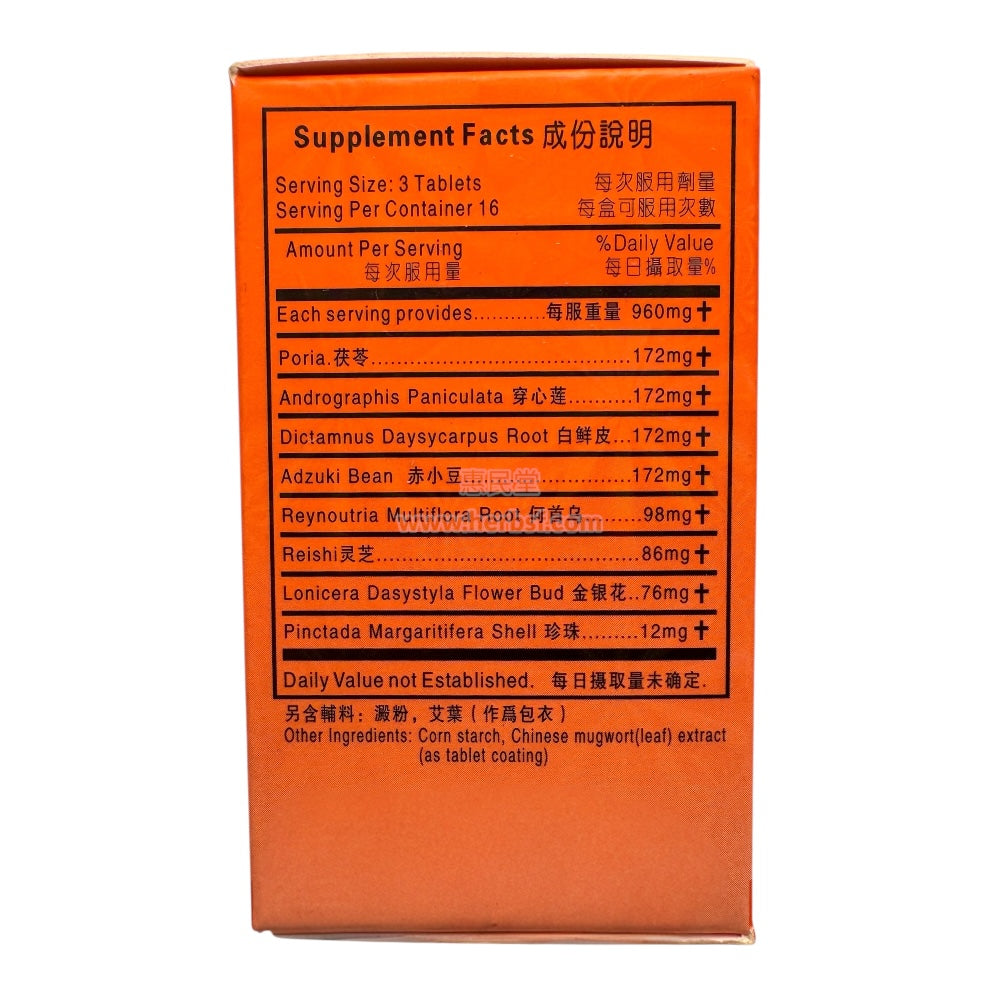 Supplement Facts 成份說明
Serving Size: 3 Tablets 每次服用劑量
Serving Per Container 16 每盒可服用次數
Amount Per Serving %Daily Value
每次服用量 每日攝取量%
Each serving provides............每服重量 960mg✝
Poria.茯苓......................................172mg✝
Andrographis Paniculata 穿心莲..........172mg✝
Dictamnus Daysycarpus Root 白鲜皮...172mg✝
Adzuki Bean 赤小豆..........................172mg✝
惠民堂
Reynoutria Multiflora Root 何首乌.........98mg✝
www.herbsl.com
Reishi灵芝.......................................86mg✝
Lonicera Dasystyla Flower Bud 金银花..76mg✝
Pinctada Margaritifera Shell 珍珠.........12mg✝
Daily Value not Established. 每日摄取量未确定.
另含輔料：澱粉，艾葉（作爲包衣）
Other Ingredients: Corn starch, Chinese mugwort(leaf) extract
(as tablet coating)